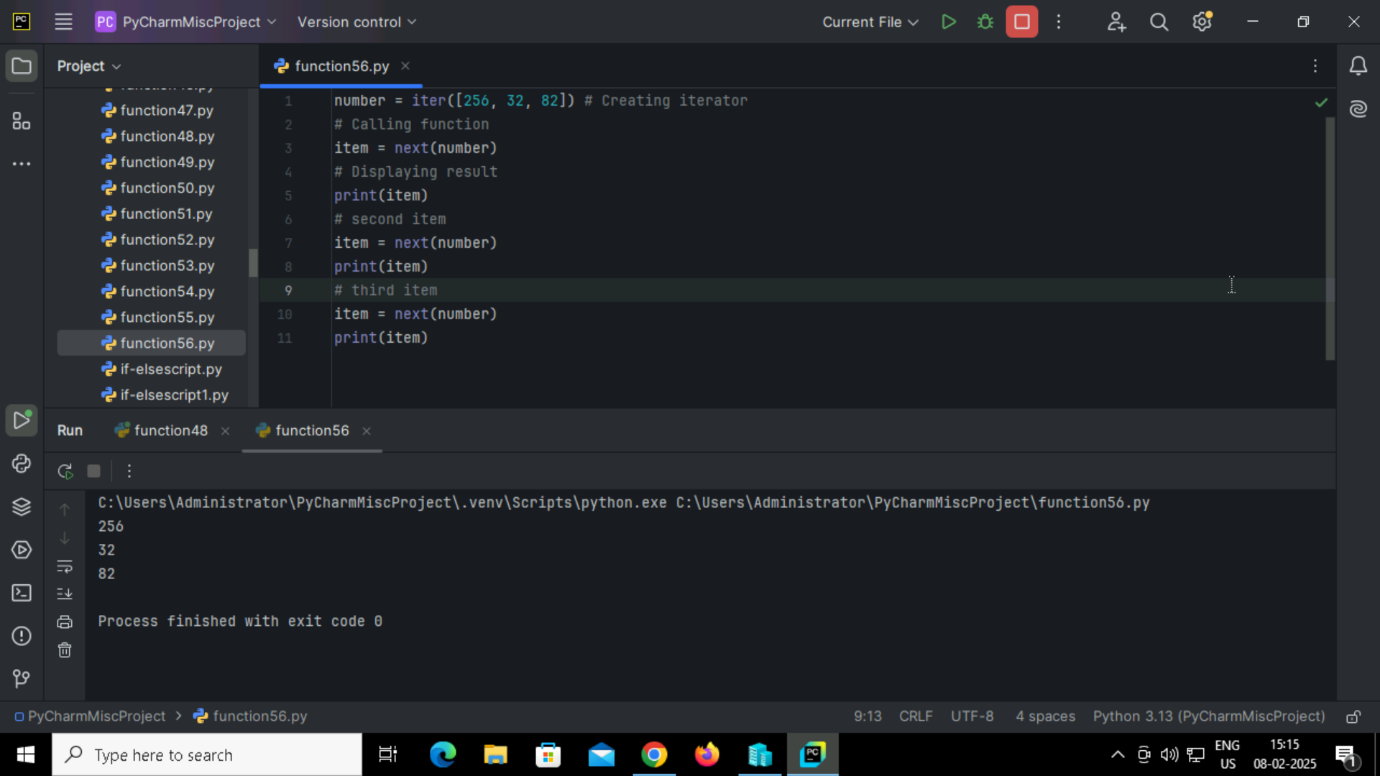 PC PyCharmMiscProject Version control Current File
Project
function56.py
function47.py
function48.py
function49.py
function50.py
function51.py
function52.py
function53.py
function54.py
function55.py
function56.py
if-elsescript.py
if-elsescript1.py
1 number = iter([256, 32, 82]) # Creating iterator
2 # Calling function
3 item = next(number)
4 # Displaying result
5 print(item)
6 # second item
7 item = next(number)
8 print(item)
9 # third item
10 item = next(number)
11 print(item)
Run function48 function56
C:\Users\Administrator\PyCharmMiscProject\.venv\Scripts\python.exe C:\Users\Administrator\PyCharmMiscProject\function56.py
256
32
82
Process finished with exit code 0
PyCharmMiscProject > function56.py 9:13 CRLF UTF-8 4 spaces Python 3.13 (PyCharmMiscProject)
Type here to search
PC
ENG
US
15:15
08-02-2025
1